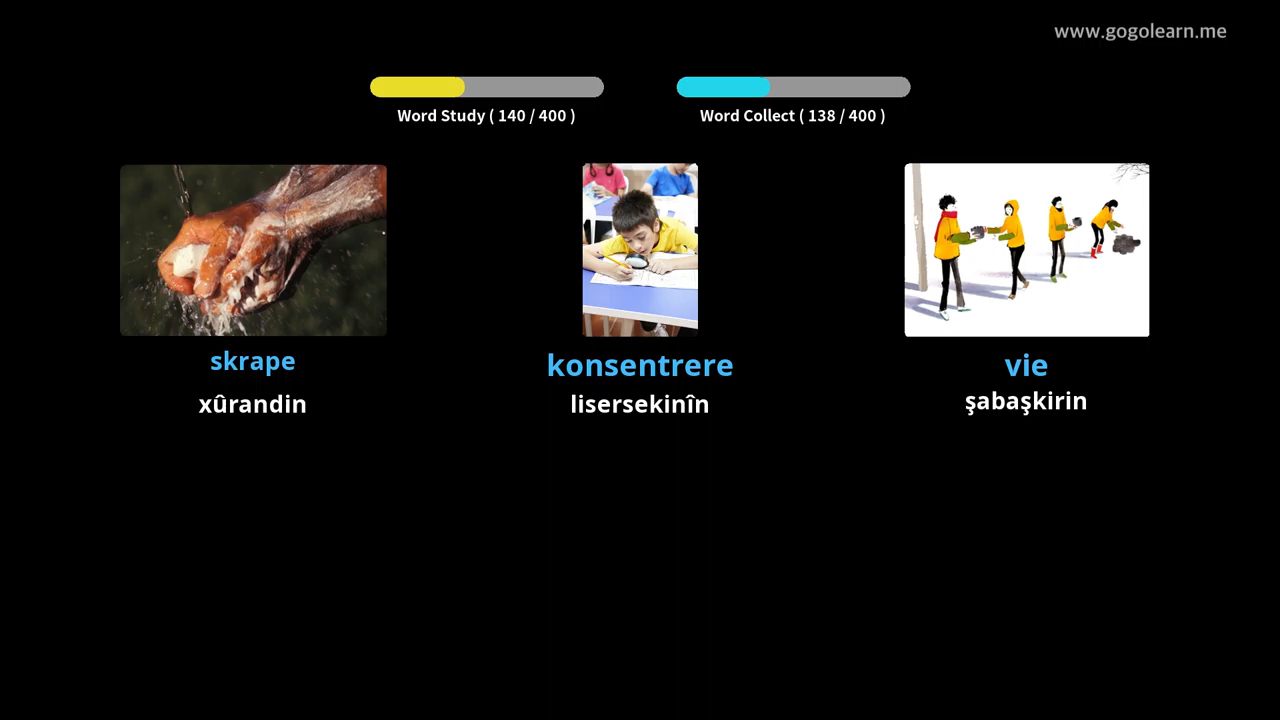 www.gogolearn.me
Word Study ( 140 / 400 )
Word Collect ( 138 / 400 )
skrape
konsentrere
vie
xûrandin
lisersekinîn
şabaşkirin